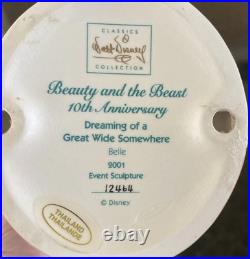 CLASSICS
Walt Disney
COLLECTION
Beauty and the Beast
10th Anniversary
Dreaming of a
Great Wide Somewhere
Belle
2001
Event Sculpture
12464
© Disney
THAILAND
THAILANDE